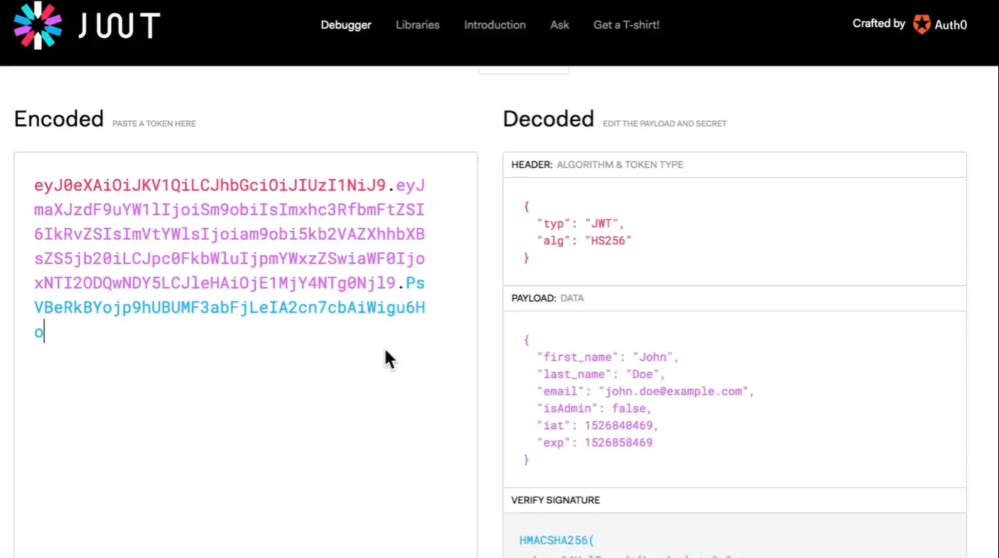 JWT
Debugger Libraries Introduction Ask Get a T-shirt!
Crafted by Auth0
Encoded PASTE A TOKEN HERE
eyJ0eXAiOiJKV1QiLCJhbGciOiJIUzI1NiJ9.eyJ
maXJzdF9uYW1lIjoiSm9obiIsImxhc3RfbmFtZSI
6IkRvZSIsImVtYWlsIjoiam9obi5kb2VAZXhhbXB
sZS5jb20iLCJpc0FkbWluIjpmYWxzZSwiaWF0Ijo
xNTI2ODQwNDY5LCJleHAiOjE1MjY4NTg0Njl9.Ps
VBeRkBYojp9hUBUMF3abFjLeIA2cn7cbAiWigu6H
o
Decoded EDIT THE PAYLOAD AND SECRET
HEADER: ALGORITHM & TOKEN TYPE
{
"typ": "JWT",
"alg": "HS256"
}
PAYLOAD: DATA
{
"first_name": "John",
"last_name": "Doe",
"email": "john.doe@example.com",
"isAdmin": false,
"iat": 1526840469,
"exp": 1526858469
}
VERIFY SIGNATURE
HMACSHA256(